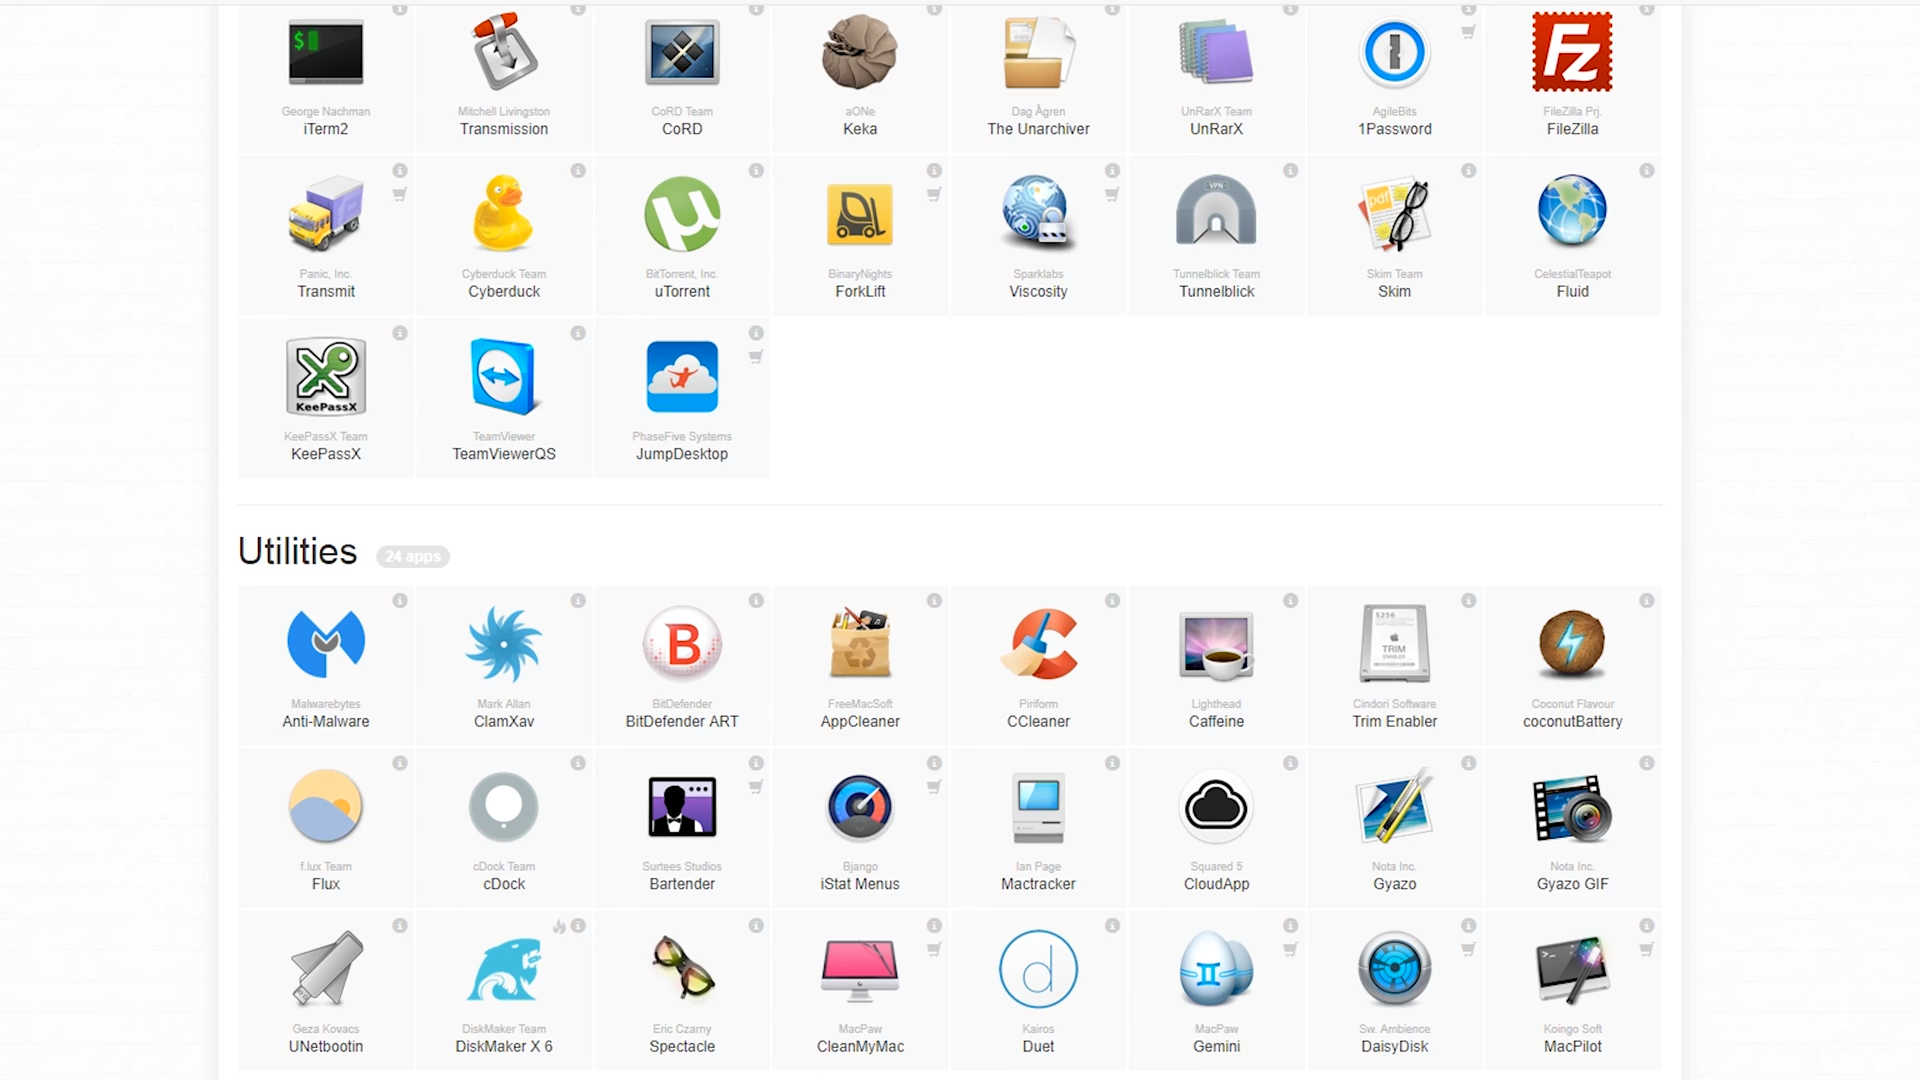 $
George Nachman
iTerm2
Mitchell Livingston
Transmission
CoRD Team
CoRD
aONe
Keka
Dag Ågren
The Unarchiver
UnRarX Team
UnRarX
AgileBits
1Password
Fz
FileZilla Prj.
FileZilla
Panic, Inc.
Transmit
Cyberduck Team
Cyberduck
µ
BitTorrent, Inc.
uTorrent
BinaryNights
ForkLift
Sparklabs
Viscosity
VPN
Tunnelblick Team
Tunnelblick
pdf
Skim Team
Skim
CelestialTeapot
Fluid
KeePassX
KeePassX Team
KeePassX
TeamViewer
TeamViewerQS
PhaseFive Systems
JumpDesktop
Utilities 24 apps
Malwarebytes
Anti-Malware
Mark Allan
ClamXav
B
BitDefender
BitDefender ART
FreeMacSoft
AppCleaner
Piriform
CCleaner
Lighthead
Caffeine
S256
TRIM
ENABLER
Cindori Software
Trim Enabler
Coconut Flavour
coconutBattery
f.lux Team
Flux
cDock Team
cDock
Surtees Studios
Bartender
Bjango
iStat Menus
Ian Page
Mactracker
Squared 5
CloudApp
Nota Inc.
Gyazo
Nota Inc.
Gyazo GIF
Geza Kovacs
UNetbootin
DiskMaker Team
DiskMaker X 6
Eric Czarny
Spectacle
MacPaw
CleanMyMac
d
Kairos
Duet
MacPaw
Gemini
Sw. Ambience
DaisyDisk
>_
Koingo Soft
MacPilot